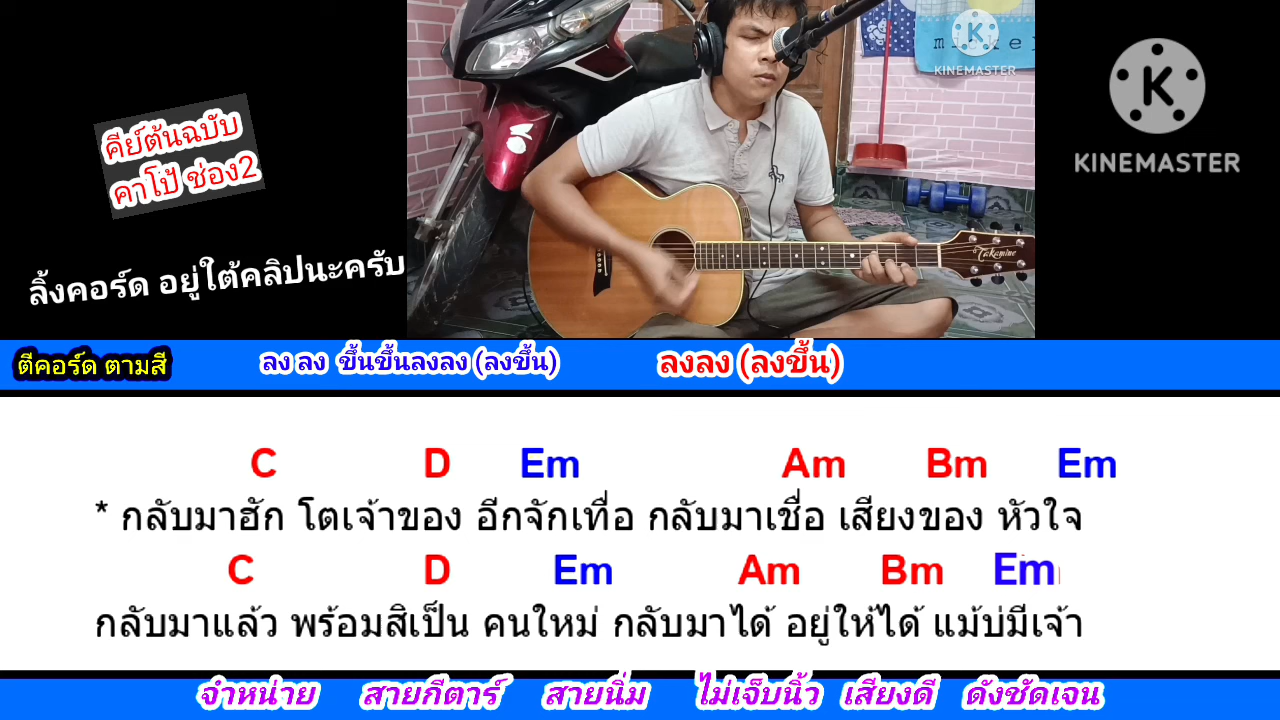 คีย์ต้นฉบับ
คาโป้ ช่อง2
ลิ้งคอร์ด อยู่ใต้คลิปนะครับ
mickey
KINEMASTER
K
KINEMASTER
Takamine
ตีคอร์ด ตามสี ลง ลง ขึ้นขึ้นลงลง (ลงขึ้น) ลงลง (ลงขึ้น)
C D Em Am Bm Em
* กลับมาฮัก โตเจ้าของ อีกจักเทื่อ กลับมาเชื่อ เสียงของ หัวใจ
C D Em Am Bm Em
กลับมาแล้ว พร้อมสิเป็น คนใหม่ กลับมาได้ อยู่ให้ได้ แม้บ่มีเจ้า
จำหน่าย สายกีตาร์ สายนิ่ม ไม่เจ็บนิ้ว เสียงดี ดังชัดเจน